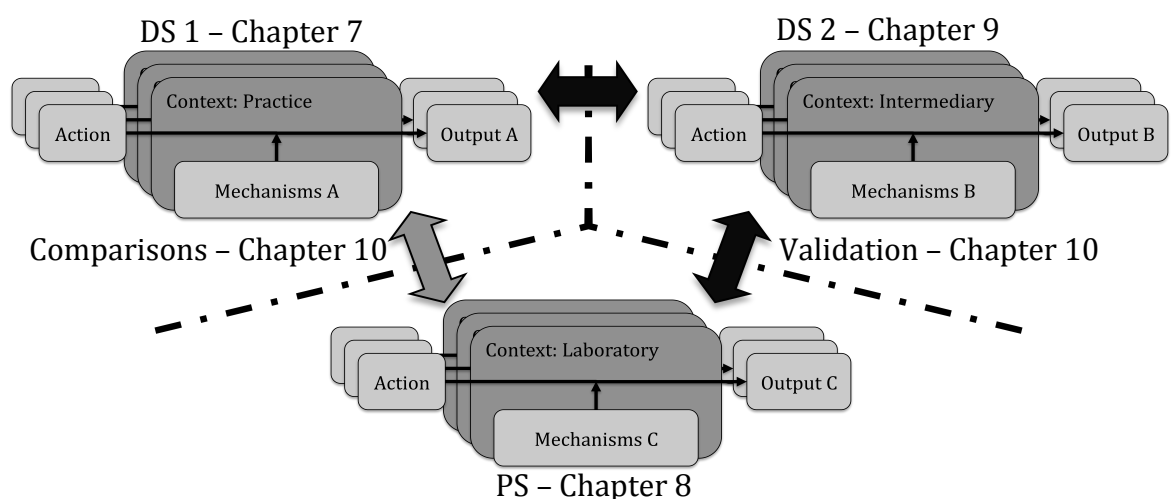 DS 1 – Chapter 7
Context: Practice
Action
Output A
Mechanisms A
DS 2 – Chapter 9
Context: Intermediary
Action
Output B
Mechanisms B
Comparisons – Chapter 10
Validation – Chapter 10
Context: Laboratory
Action
Output C
Mechanisms C
PS – Chapter 8